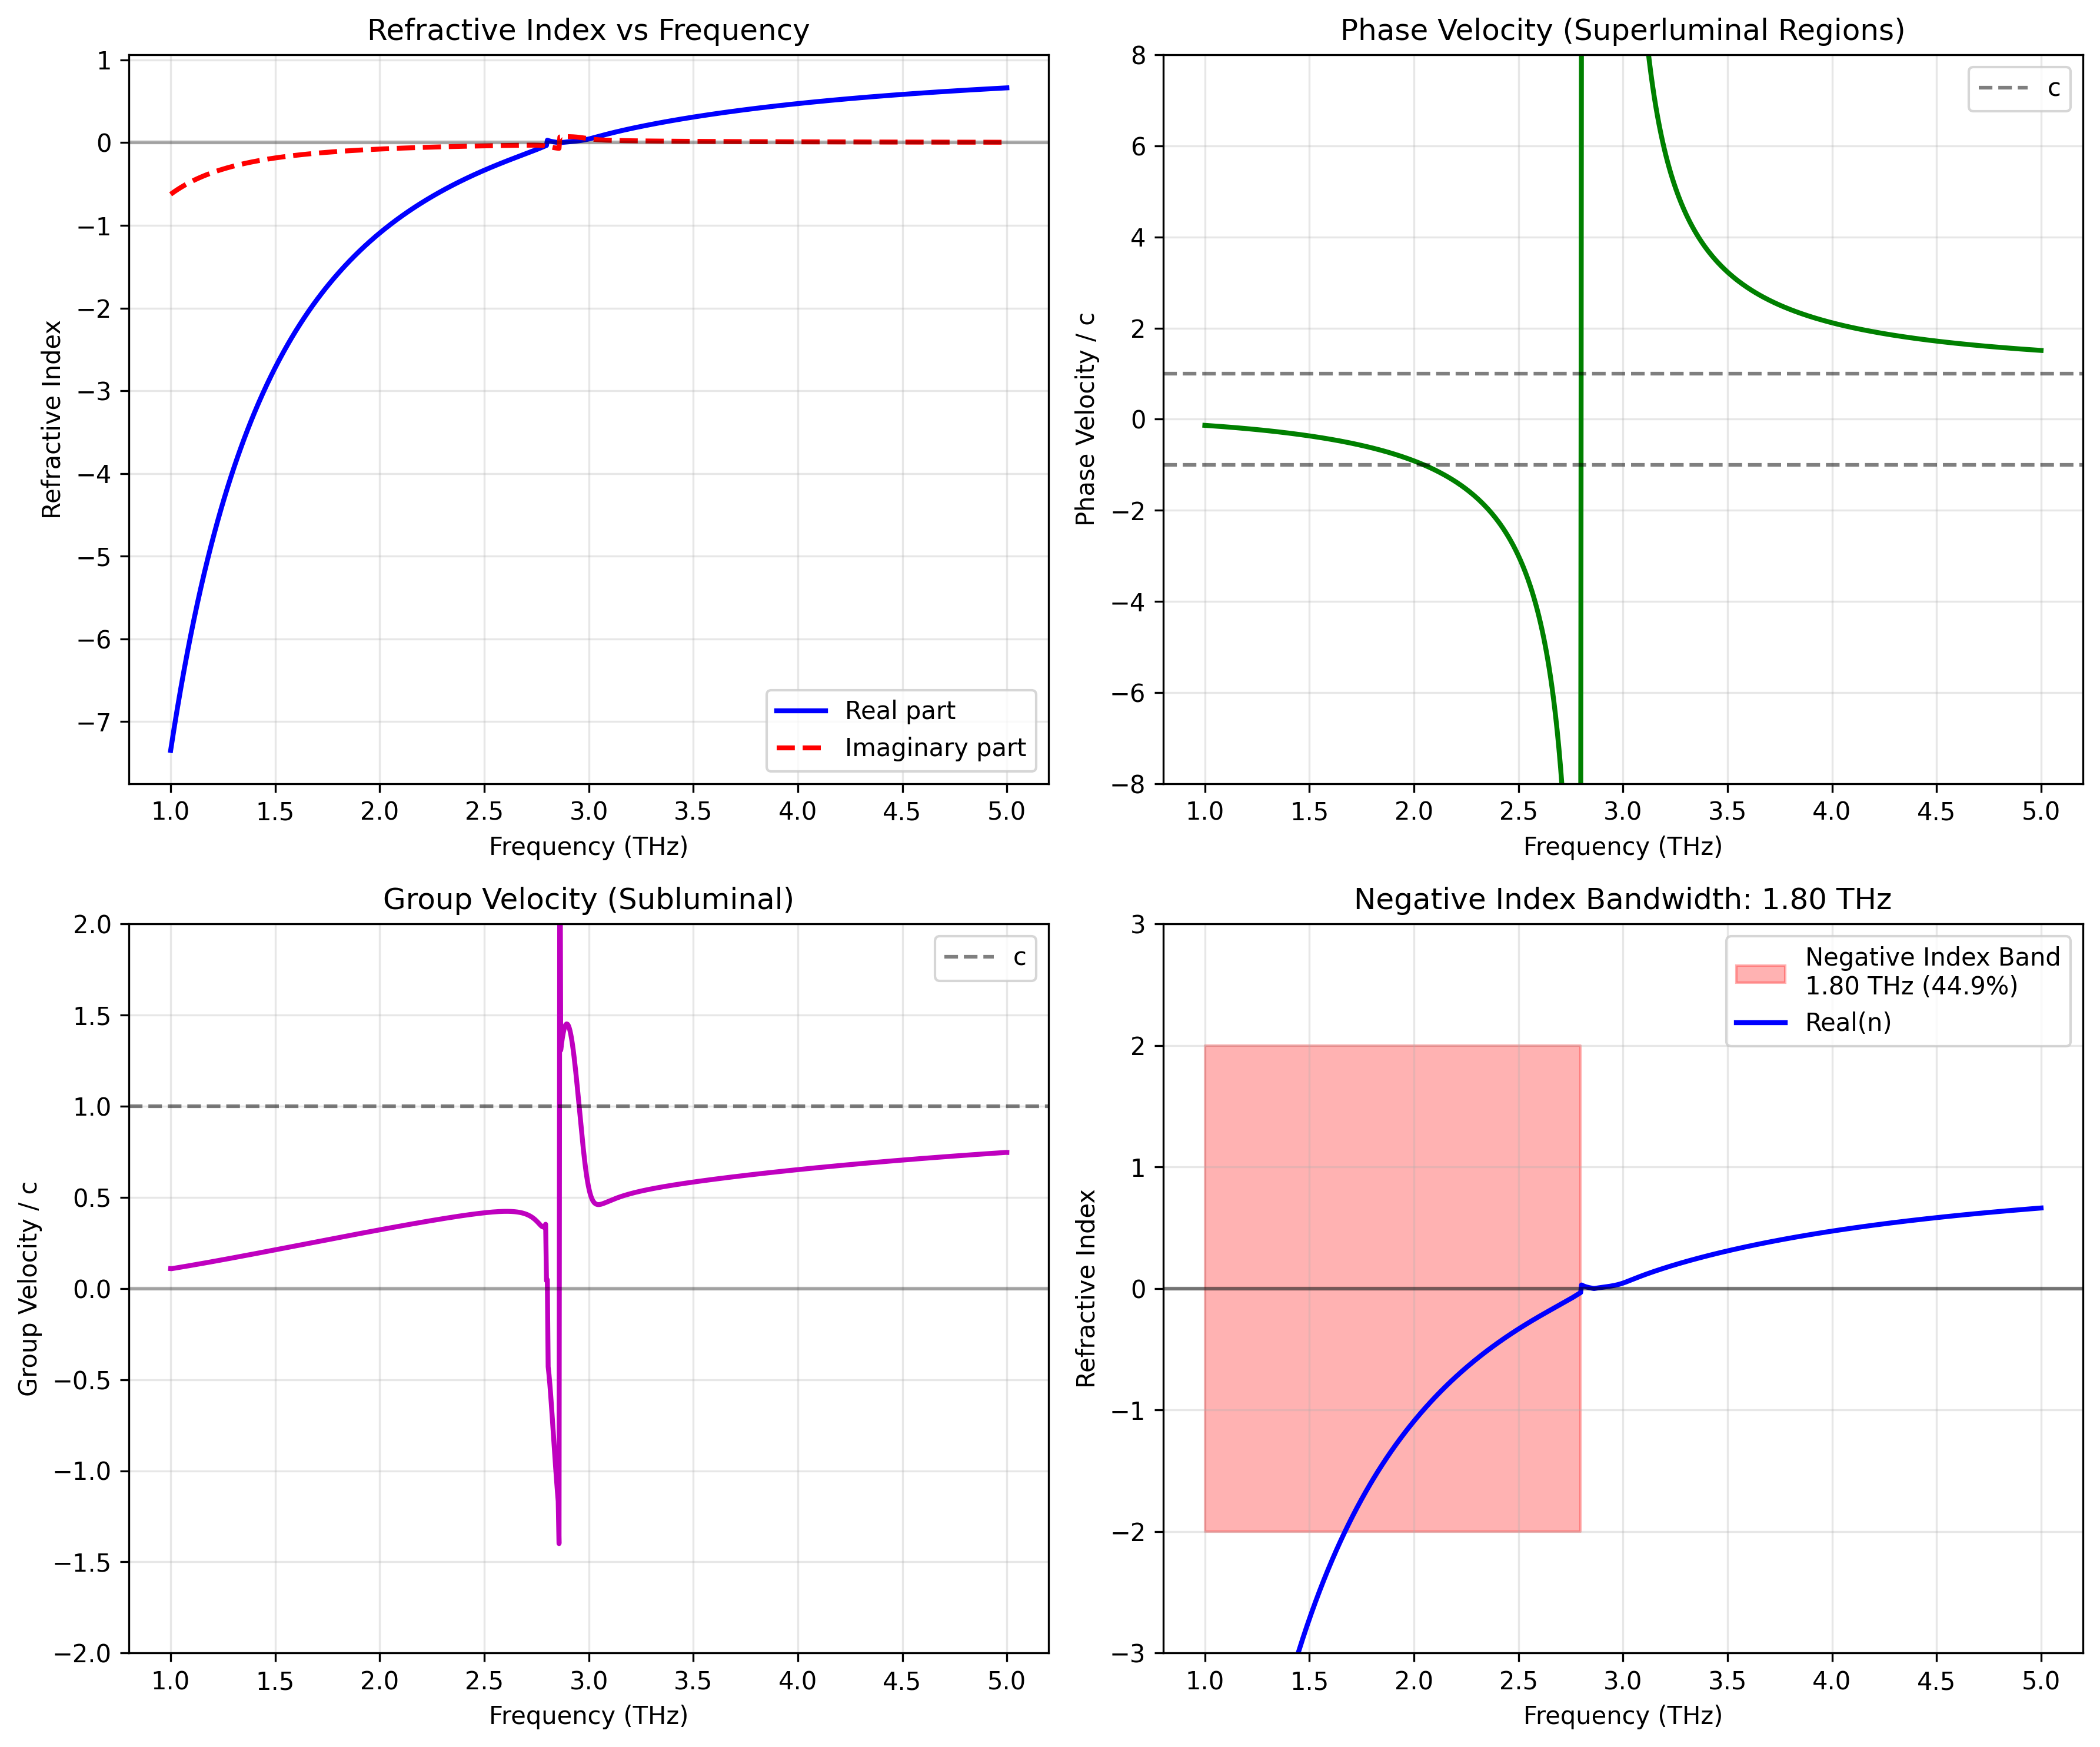 Refractive Index vs Frequency
1
0
−1
−2
−3
−4
−5
−6
−7
Refractive Index
Real part
Imaginary part
1.0 1.5 2.0 2.5 3.0 3.5 4.0 4.5 5.0
Frequency (THz)
Phase Velocity (Superluminal Regions)
8
6
4
2
0
−2
−4
−6
−8
Phase Velocity / c
c
1.0 1.5 2.0 2.5 3.0 3.5 4.0 4.5 5.0
Frequency (THz)
Group Velocity (Subluminal)
2.0
1.5
1.0
0.5
0.0
−0.5
−1.0
−1.5
−2.0
Group Velocity / c
c
1.0 1.5 2.0 2.5 3.0 3.5 4.0 4.5 5.0
Frequency (THz)
Negative Index Bandwidth: 1.80 THz
3
2
1
0
−1
−2
−3
Refractive Index
Negative Index Band
1.80 THz (44.9%)
Real(n)
1.0 1.5 2.0 2.5 3.0 3.5 4.0 4.5 5.0
Frequency (THz)